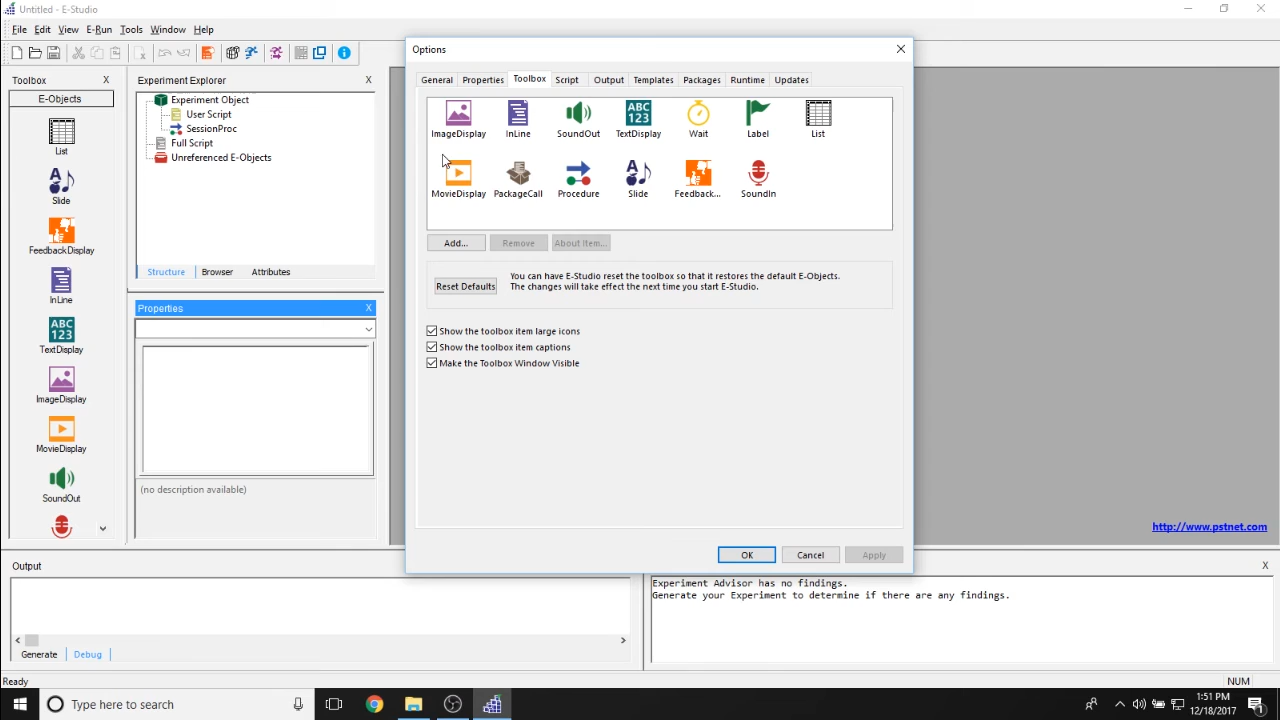 Untitled - E-Studio
File Edit View E-Run Tools Window Help
Toolbox X
E-Objects
List
Slide
FeedbackDisplay
InLine
ABC
123
TextDisplay
ImageDisplay
MovieDisplay
SoundOut
Experiment Explorer X
Experiment Object
User Script
SessionProc
Full Script
Unreferenced E-Objects
Structure Browser Attributes
Properties X
(no description available)
Options
General Properties Toolbox Script Output Templates Packages Runtime Updates
ABC
123
ImageDisplay InLine SoundOut TextDisplay Wait Label List
MovieDisplay PackageCall Procedure Slide Feedback... SoundIn
Add... Remove About Item...
Reset Defaults
You can have E-Studio reset the toolbox so that it restores the default E-Objects.
The changes will take effect the next time you start E-Studio.
Show the toolbox item large icons
Show the toolbox item captions
Make the Toolbox Window Visible
OK Cancel Apply
http://www.pstnet.com
Output
Generate Debug
X
Experiment Advisor has no findings.
Generate your Experiment to determine if there are any findings.
Ready NUM
Type here to search
1:51 PM
12/18/2017